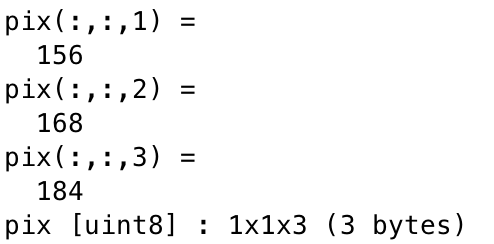 pix(:,:,1) =
  156
pix(:,:,2) =
  168
pix(:,:,3) =
  184
pix [uint8] : 1x1x3 (3 bytes)